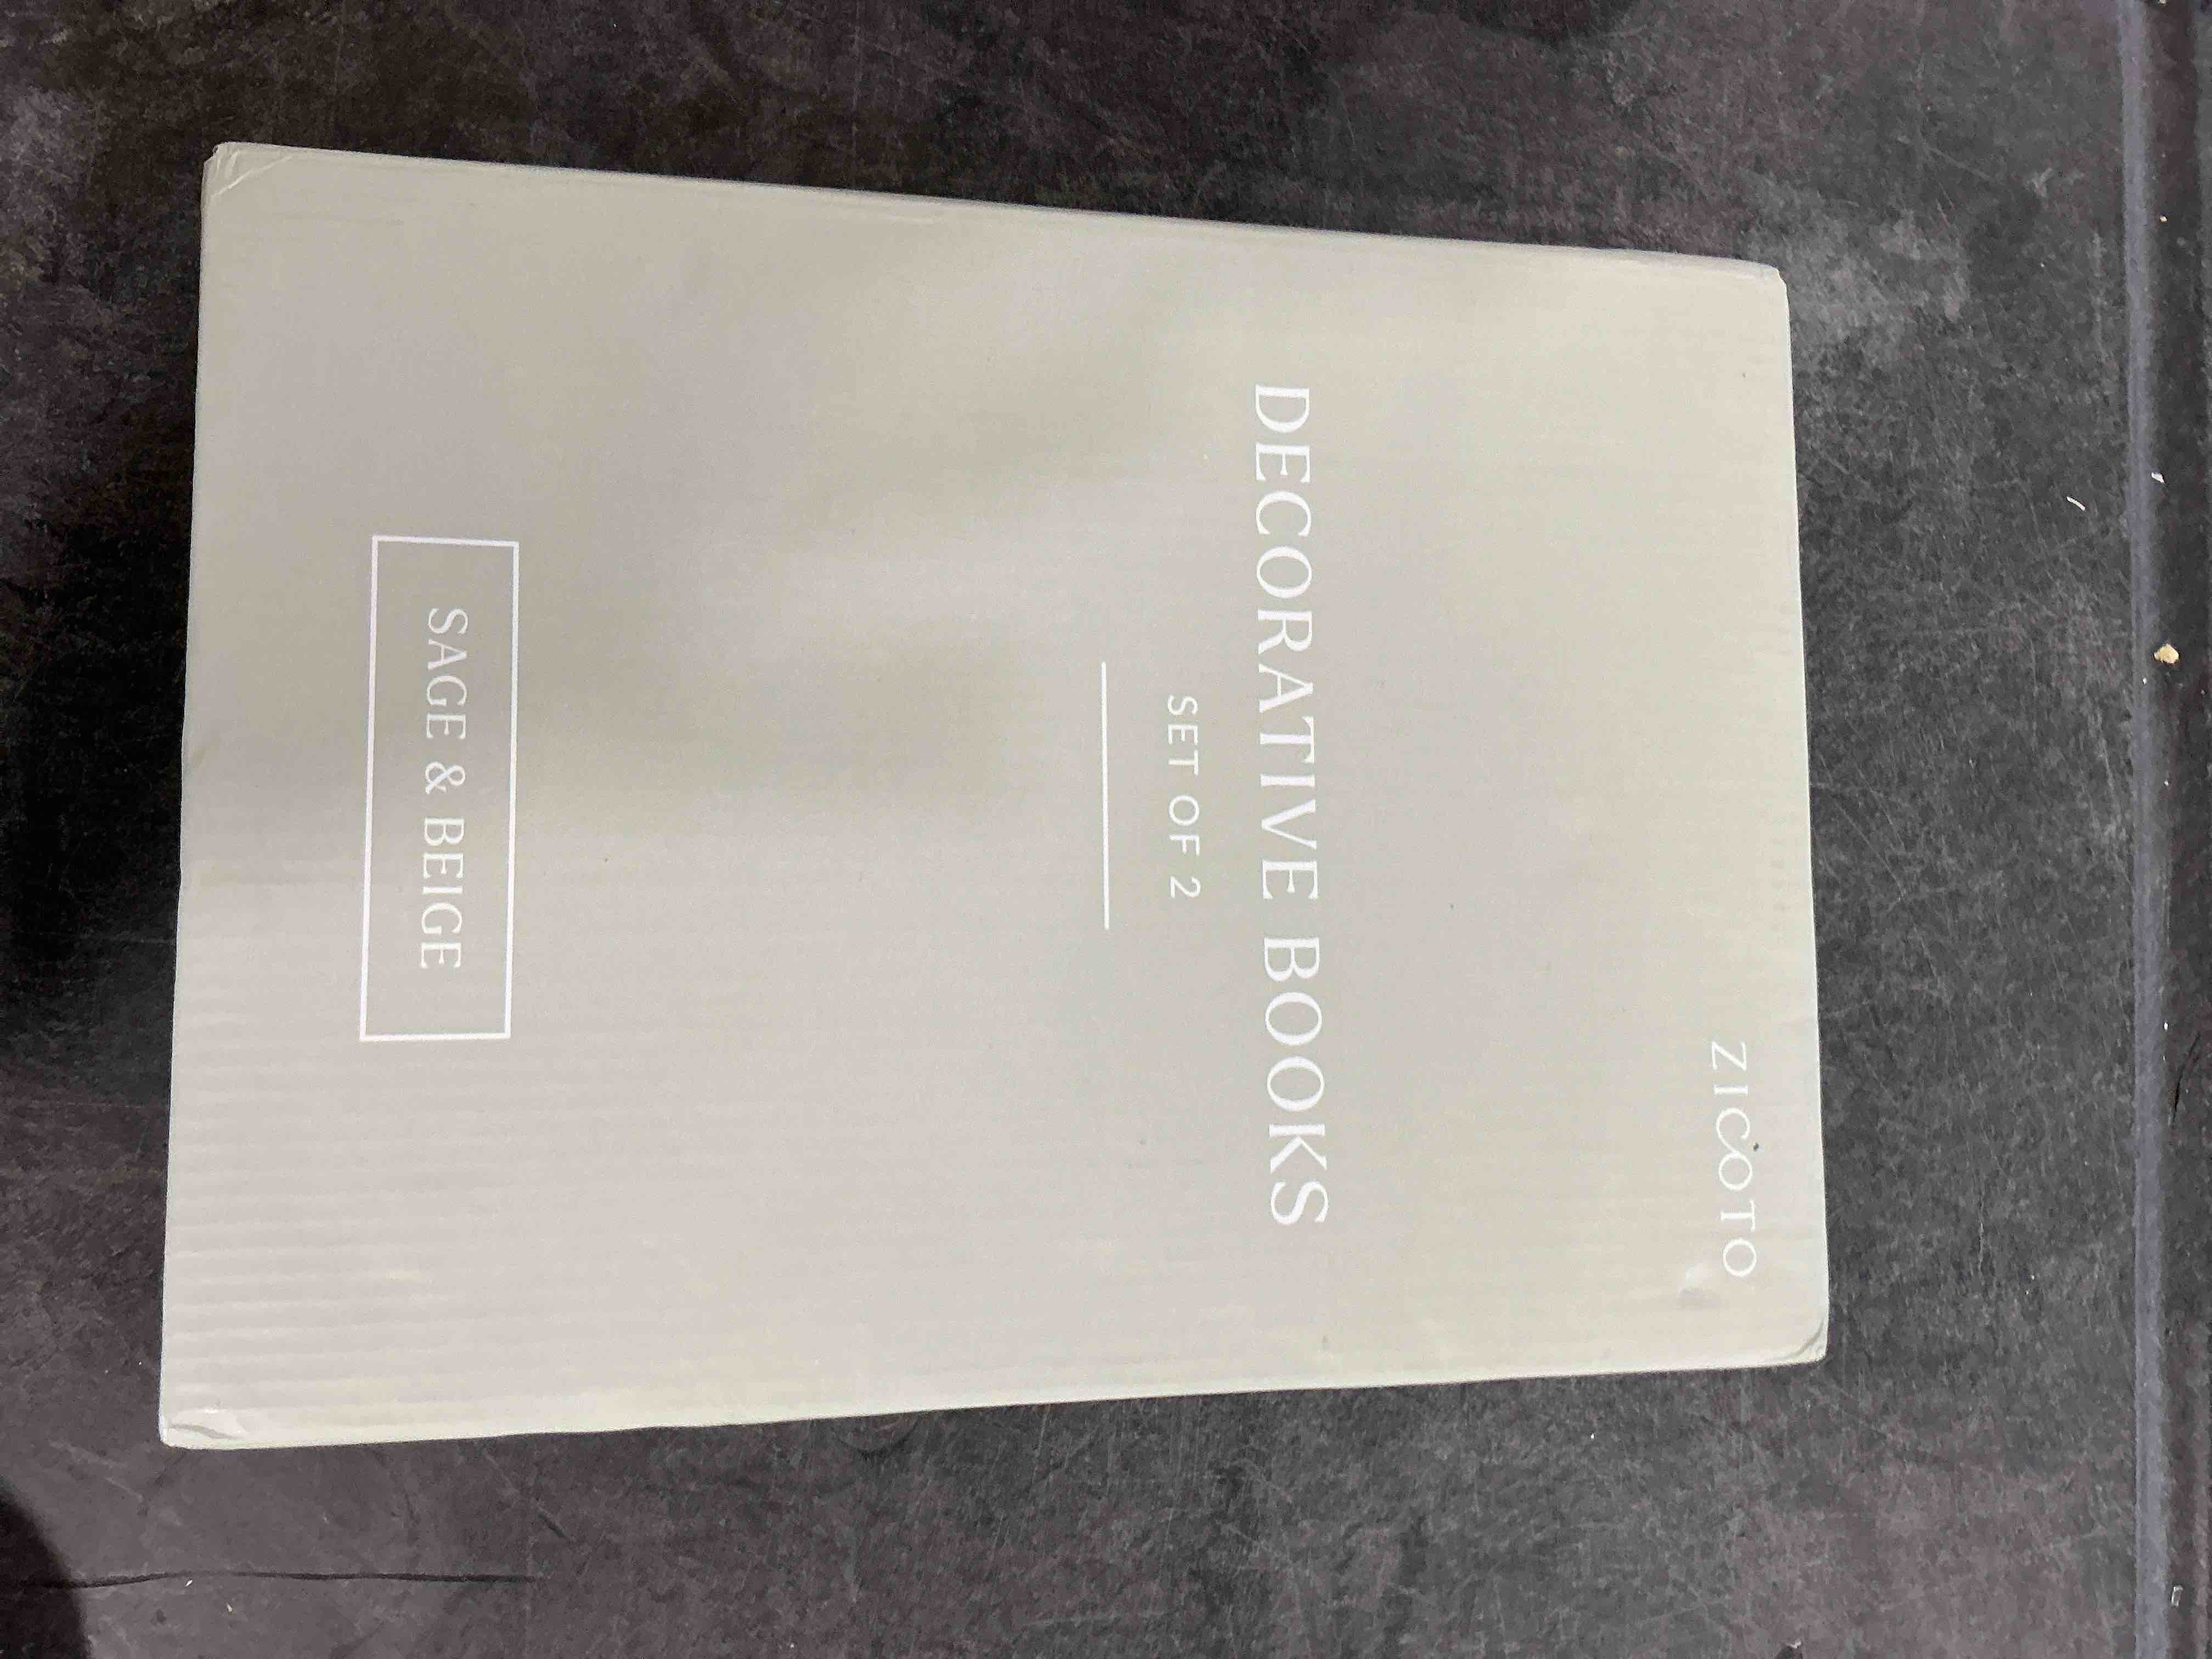 ZICOTO
DECORATIVE BOOKS
SET OF 2
SAGE & BEIGE